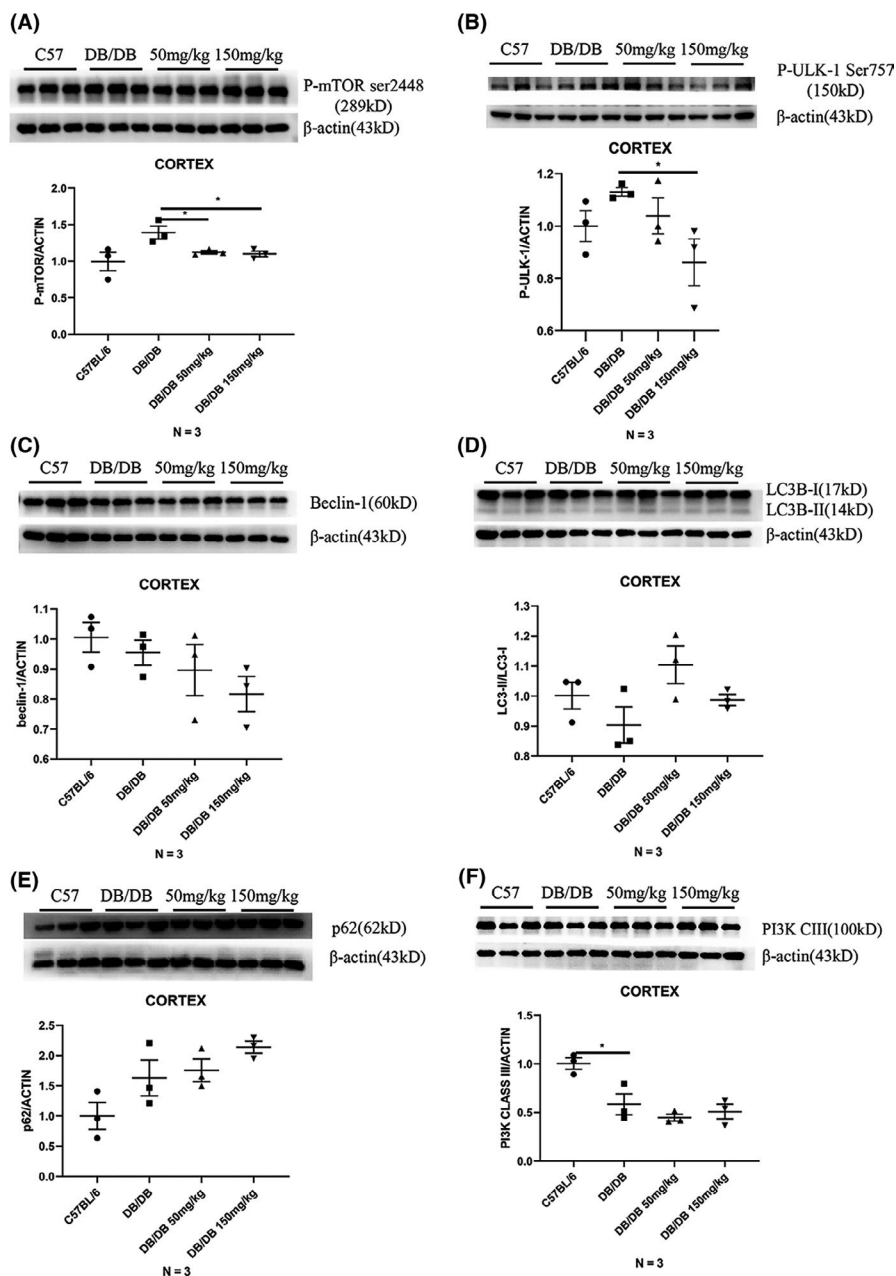 (A)
C57 DB/DB 50mg/kg 150mg/kg
P-mTOR ser2448
(289kD)
β-actin(43kD)
CORTEX
P-mTOR/ACTIN
2.0
1.5
1.0
0.5
0.0
*
*
C57BL/6
DB/DB
DB/DB 50mg/kg
DB/DB 150mg/kg
N = 3
(B)
C57 DB/DB 50mg/kg 150mg/kg
P-ULK-1 Ser757
(150kD)
β-actin(43kD)
CORTEX
P-ULK-1/ACTIN
1.2
1.0
0.8
0.6
*
C57BL/6
DB/DB
DB/DB 50mg/kg
DB/DB 150mg/kg
N = 3
(C)
C57 DB/DB 50mg/kg 150mg/kg
Beclin-1(60kD)
β-actin(43kD)
CORTEX
beclin-1/ACTIN
1.1
1.0
0.9
0.8
0.7
0.6
C57BL/6
DB/DB
DB/DB 50mg/kg
DB/DB 150mg/kg
N = 3
(D)
C57 DB/DB 50mg/kg 150mg/kg
LC3B-I(17kD)
LC3B-II(14kD)
β-actin(43kD)
CORTEX
LC3-II/LC3-I
1.3
1.2
1.1
1.0
0.9
0.8
C57BL/6
DB/DB
DB/DB 50mg/kg
DB/DB 150mg/kg
N = 3
(E)
C57 DB/DB 50mg/kg 150mg/kg
p62(62kD)
β-actin(43kD)
CORTEX
p62/ACTIN
2.5
2.0
1.5
1.0
0.5
0.0
C57BL/6
DB/DB
DB/DB 50mg/kg
DB/DB 150mg/kg
N = 3
(F)
C57 DB/DB 50mg/kg 150mg/kg
PI3K CIII(100kD)
β-actin(43kD)
CORTEX
PI3K CLASS III/ACTIN
1.5
1.0
0.5
0.0
*
C57BL/6
DB/DB
DB/DB 50mg/kg
DB/DB 150mg/kg
N = 3